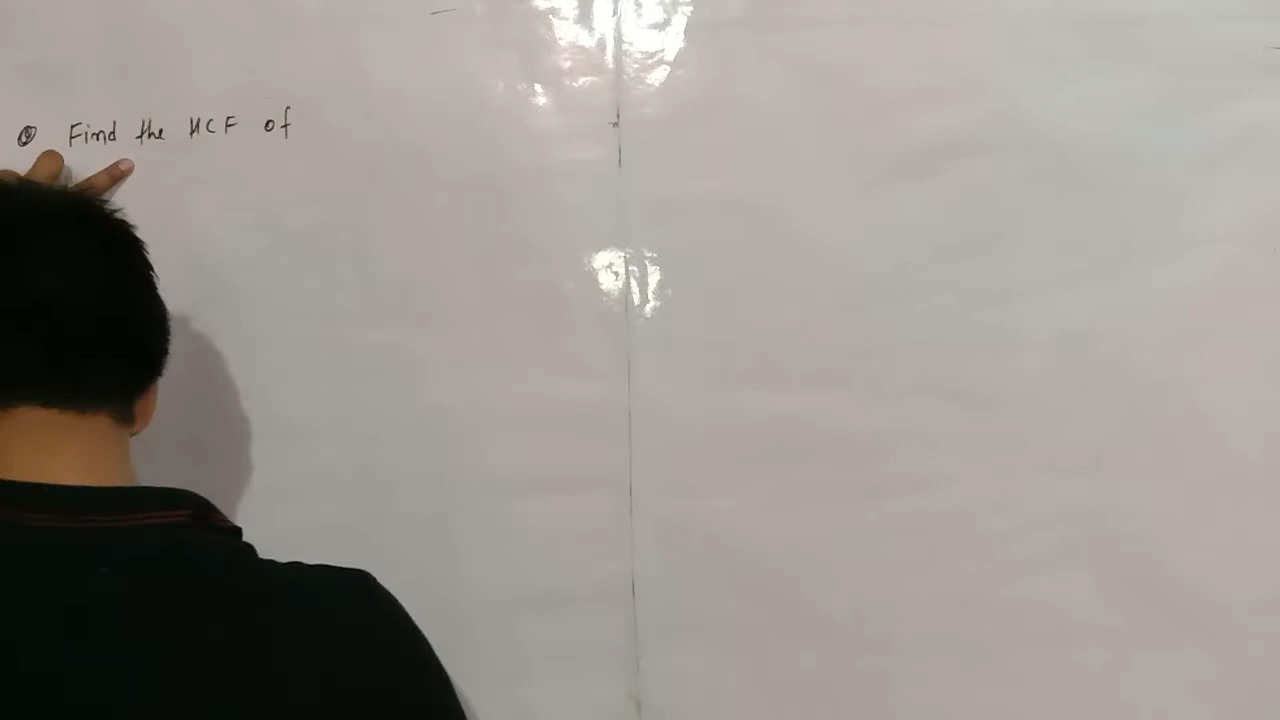 Q Find the HCF of